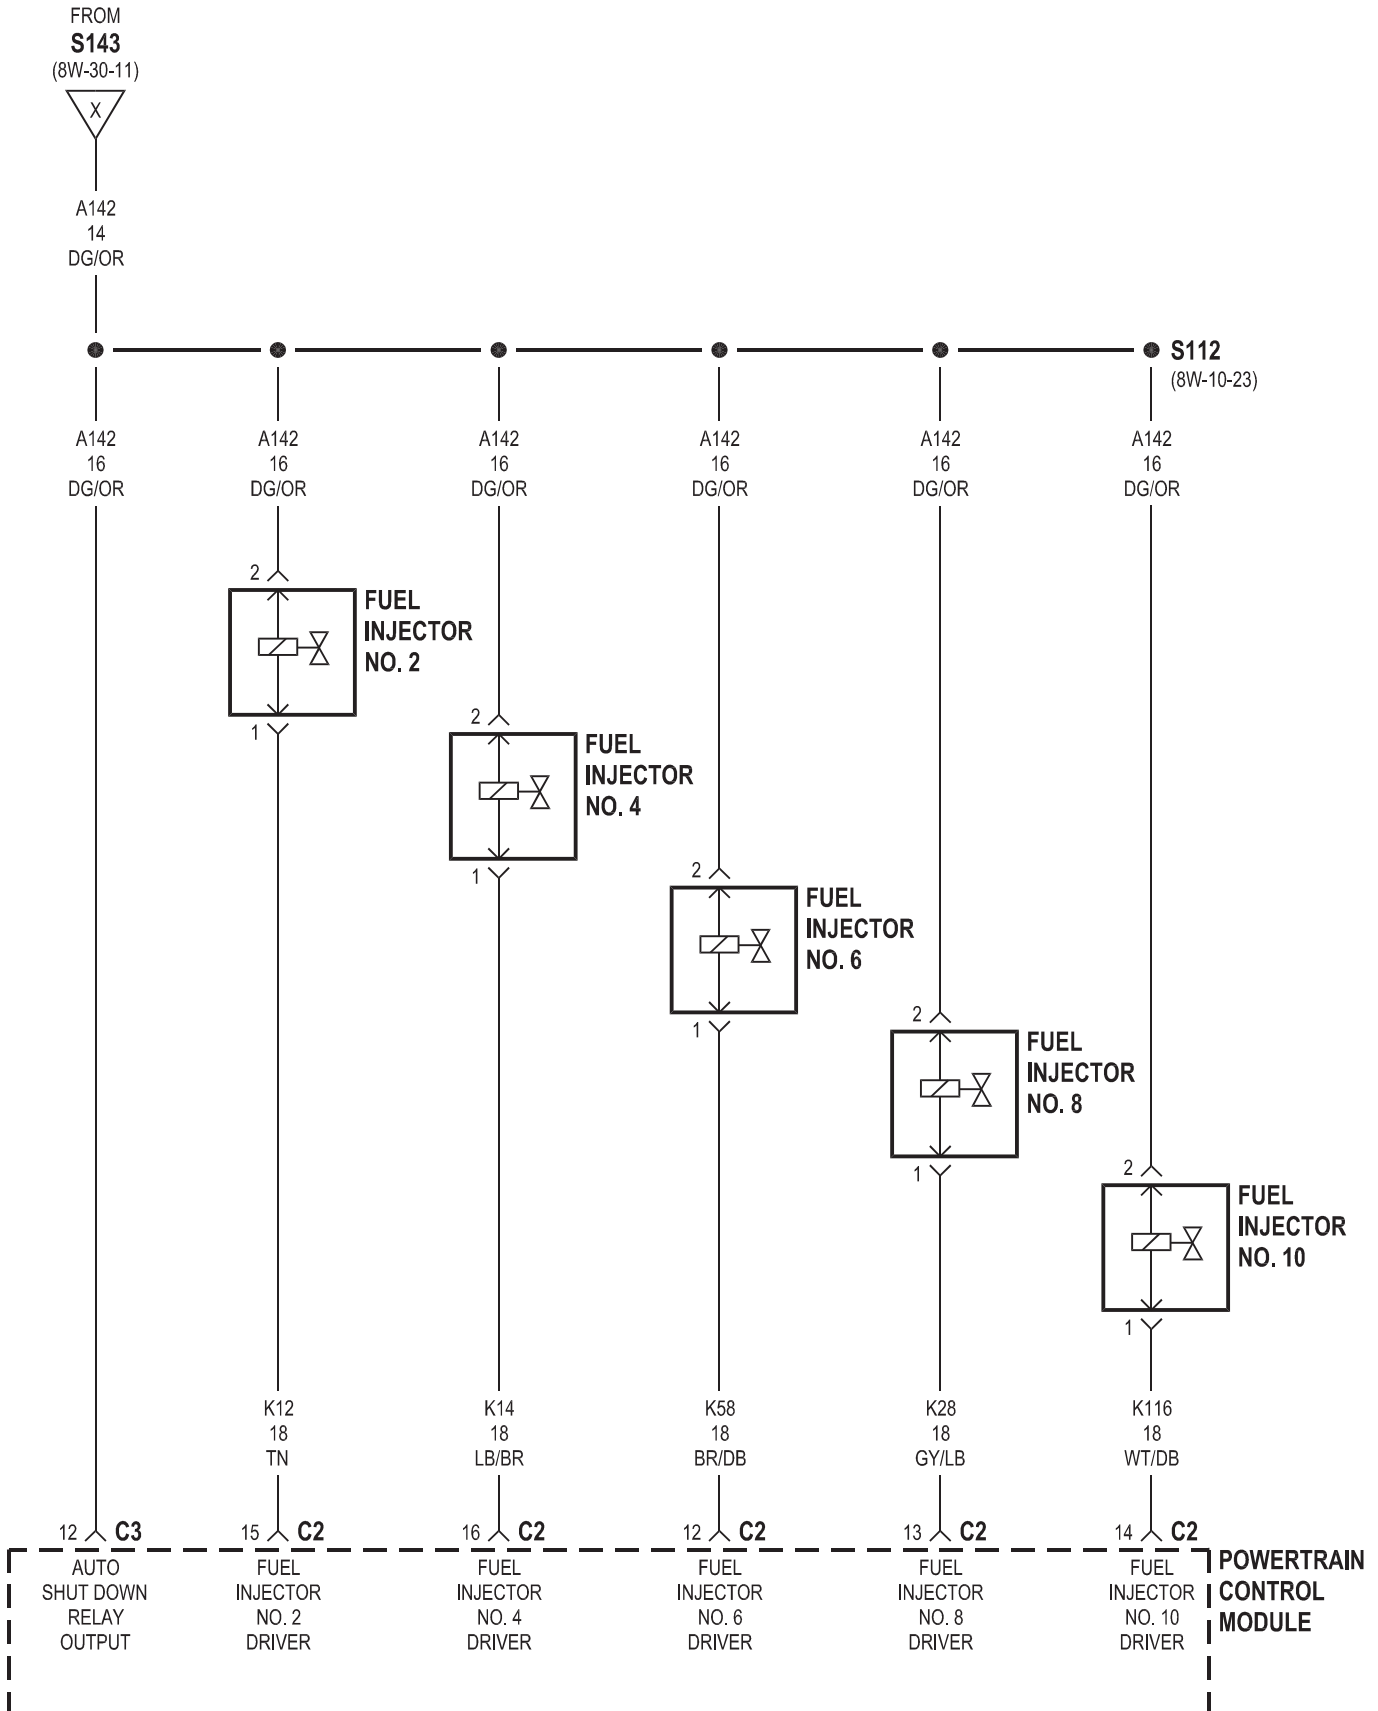 FROM
S143
(8W-30-11)
X
A142
14
DG/OR
S112
(8W-10-23)
A142
16
DG/OR
A142
16
DG/OR
A142
16
DG/OR
A142
16
DG/OR
A142
16
DG/OR
A142
16
DG/OR
2
FUEL
INJECTOR
NO. 2
1
2
FUEL
INJECTOR
NO. 4
1
2
FUEL
INJECTOR
NO. 6
1
2
FUEL
INJECTOR
NO. 8
1
2
FUEL
INJECTOR
NO. 10
1
K12
18
TN
K14
18
LB/BR
K58
18
BR/DB
K28
18
GY/LB
K116
18
WT/DB
12 C3
15 C2
16 C2
12 C2
13 C2
14 C2
AUTO
SHUT DOWN
RELAY
OUTPUT
FUEL
INJECTOR
NO. 2
DRIVER
FUEL
INJECTOR
NO. 4
DRIVER
FUEL
INJECTOR
NO. 6
DRIVER
FUEL
INJECTOR
NO. 8
DRIVER
FUEL
INJECTOR
NO. 10
DRIVER
POWERTRAIN
CONTROL
MODULE